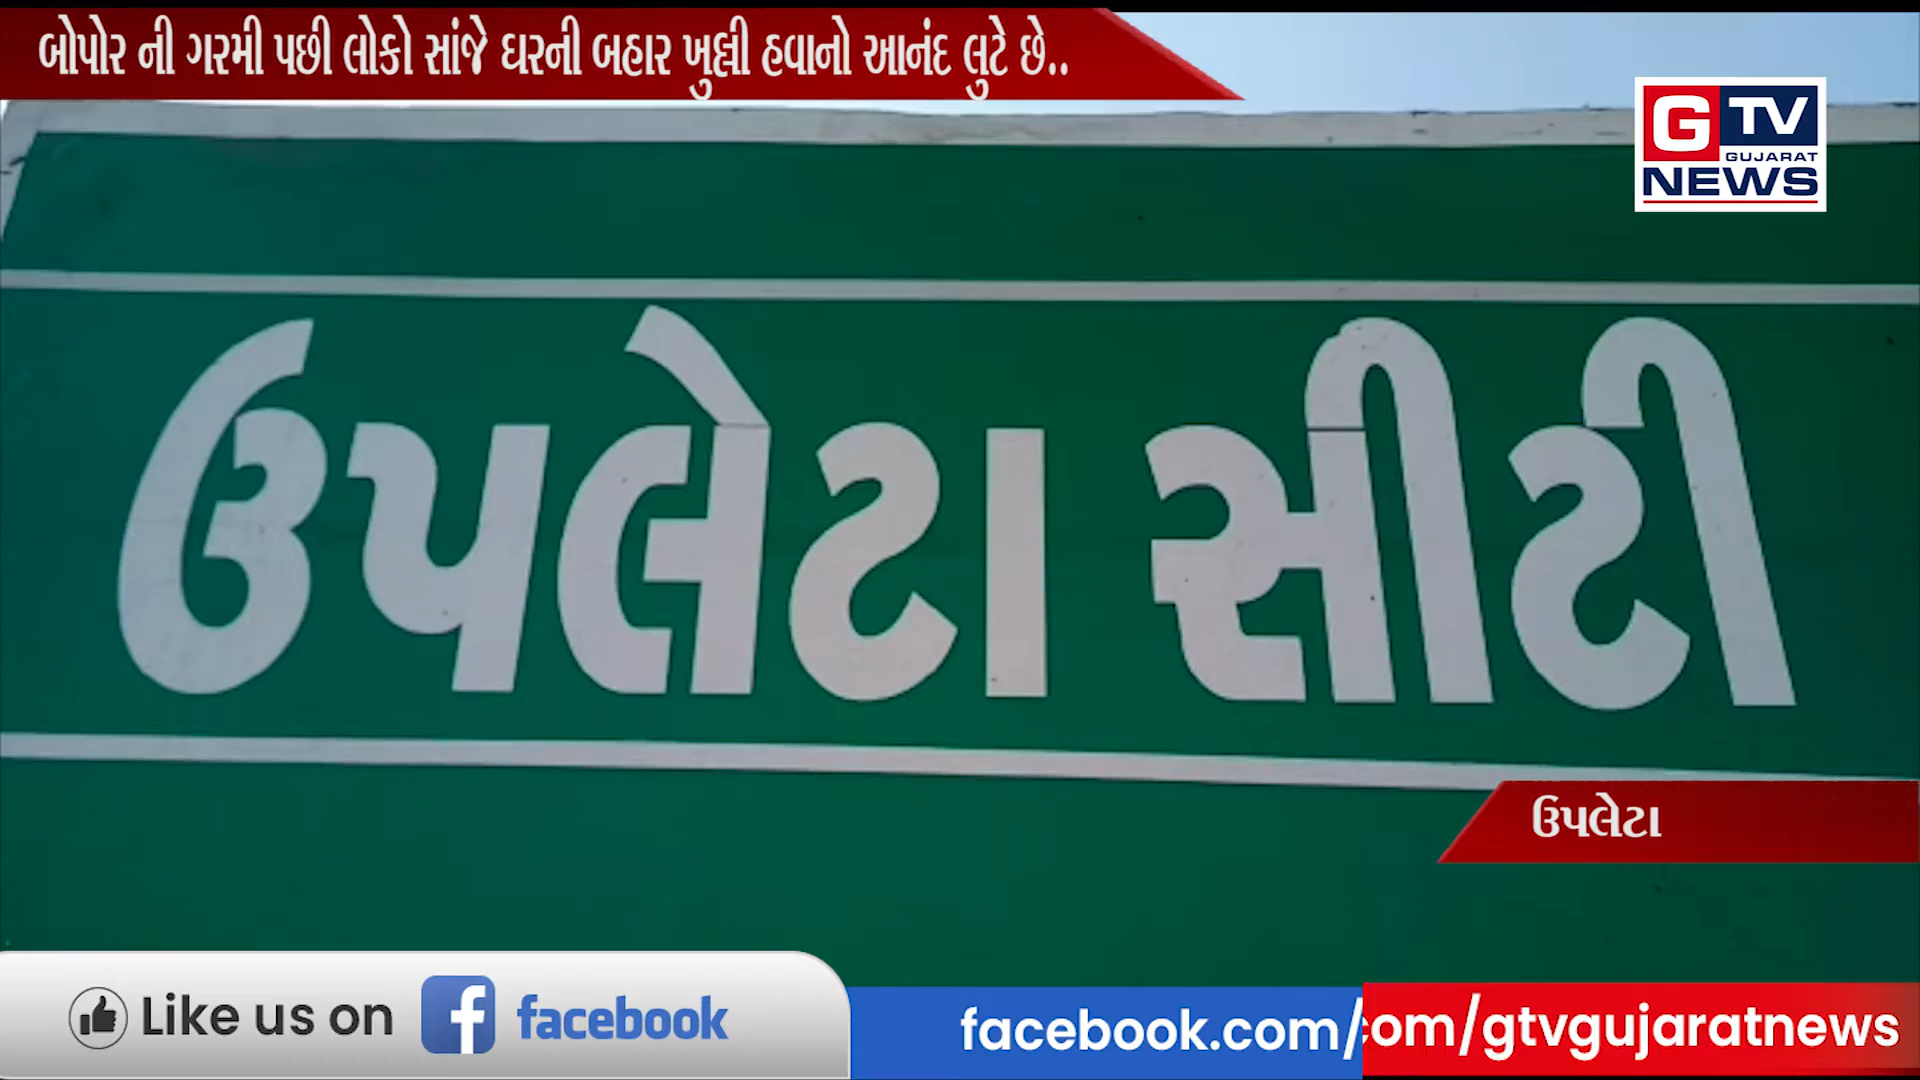 બોપોર ની ગરમી પછી લોકો સાંજે ઘરની બહાર ખુલ્લી હવાનો આનંદ લુટે છે..
G TV
GUJARAT
NEWS
ઉપલેટા સીટી
ઉપલેટા
Like us on facebook
facebook.com/com/gtvgujaratnews